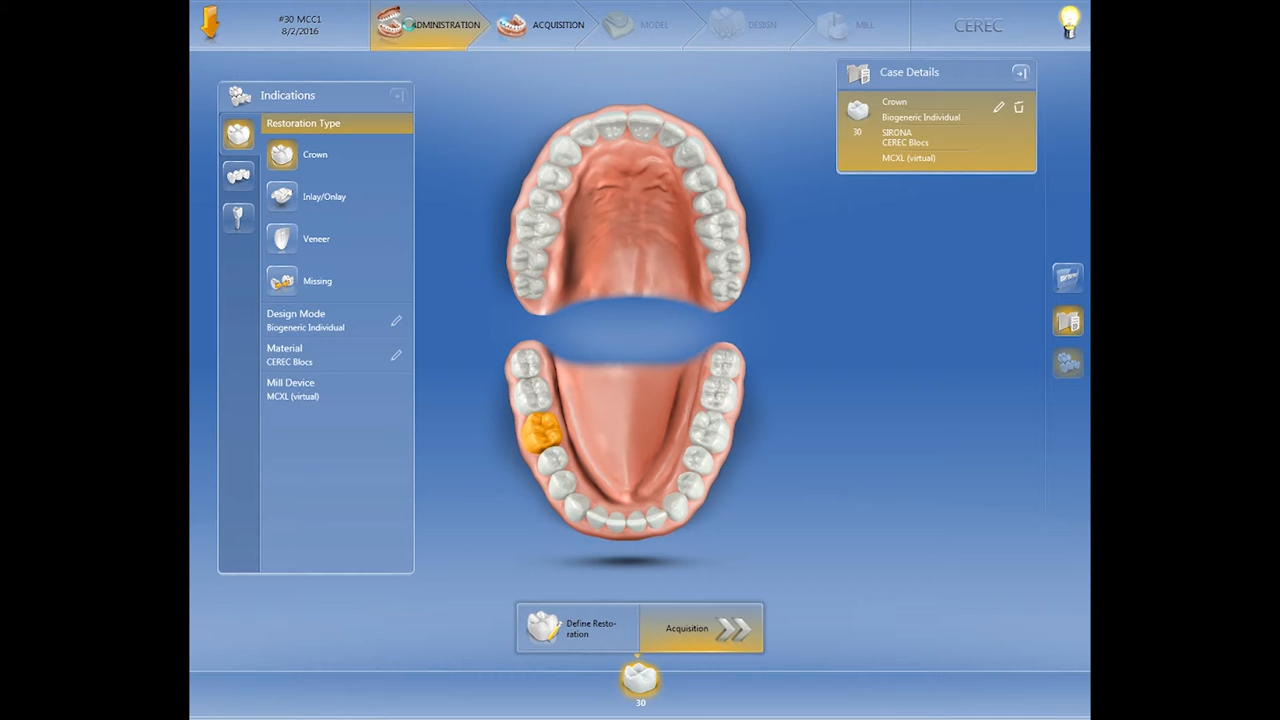 #30 MCC1
8/2/2016
ADMINISTRATION
ACQUISITION
MODEL
DESIGN
MILL
CEREC
Indications
Restoration Type
Crown
Inlay/Onlay
Veneer
Missing
Design Mode
Biogeneric Individual
Material
CEREC Blocs
Mill Device
MCXL (virtual)
Case Details
Crown
Biogeneric Individual
30
SIRONA
CEREC Blocs
MCXL (virtual)
Define Resto-
ration
Acquisition
30